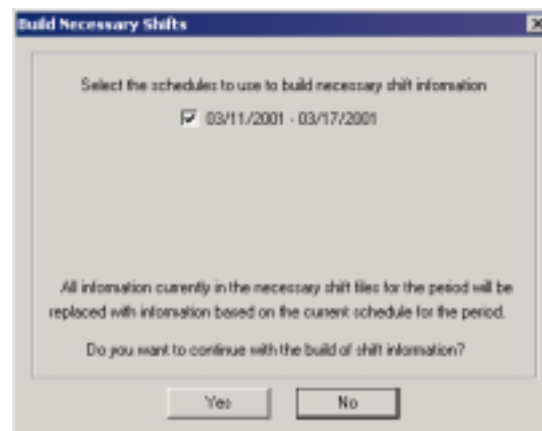 Build Necessary Shifts
Select the schedules to use to build necessary shift information
03/11/2001 - 03/17/2001
All information currently in the necessary shift files for the period will be
replaced with information based on the current schedule for the period.
Do you want to continue with the build of shift information?
Yes
No